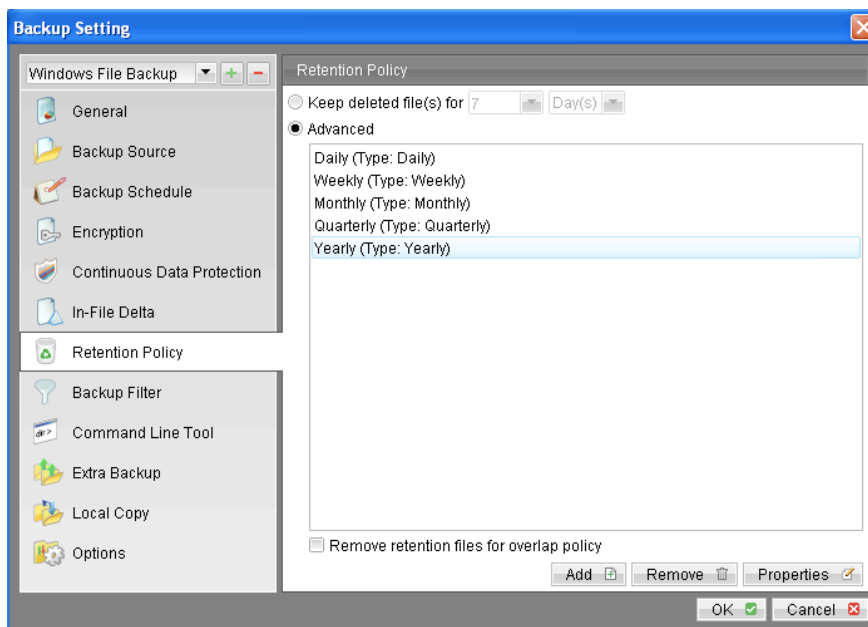 Backup Setting
Windows File Backup
General
Backup Source
Backup Schedule
Encryption
Continuous Data Protection
In-File Delta
Retention Policy
Backup Filter
Command Line Tool
Extra Backup
Local Copy
Options
Retention Policy
Keep deleted file(s) for 7 Day(s)
Advanced
Daily (Type: Daily)
Weekly (Type: Weekly)
Monthly (Type: Monthly)
Quarterly (Type: Quarterly)
Yearly (Type: Yearly)
Remove retention files for overlap policy
Add Remove Properties
OK Cancel